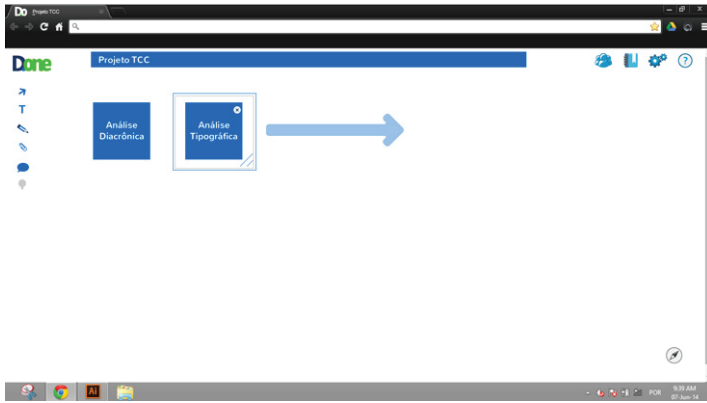 Do Projeto TCC
Done
Projeto TCC
?
T
Análise
Diacrônica
Análise
Tipográfica
Ai
POR
9:39 AM
07-Jun-14